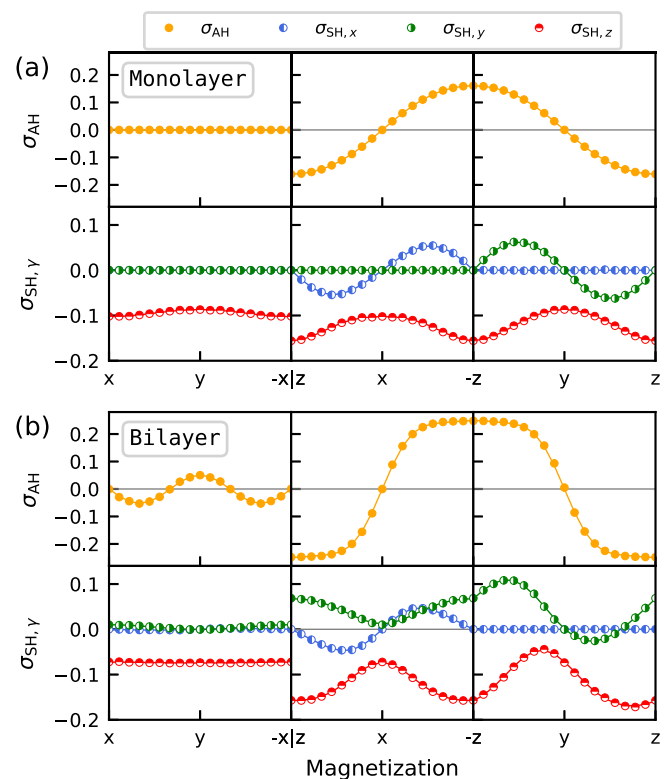 σAH σSH, x σSH, y σSH, z
(a)
Monolayer
σAH
0.2
0.1
0.0
−0.1
−0.2
σSH, γ
0.1
0.0
−0.1
−0.2
x y -x|z x -z y z
(b)
Bilayer
σAH
0.2
0.1
0.0
−0.1
−0.2
σSH, γ
0.1
0.0
−0.1
−0.2
x y -x|z x -z y z
Magnetization